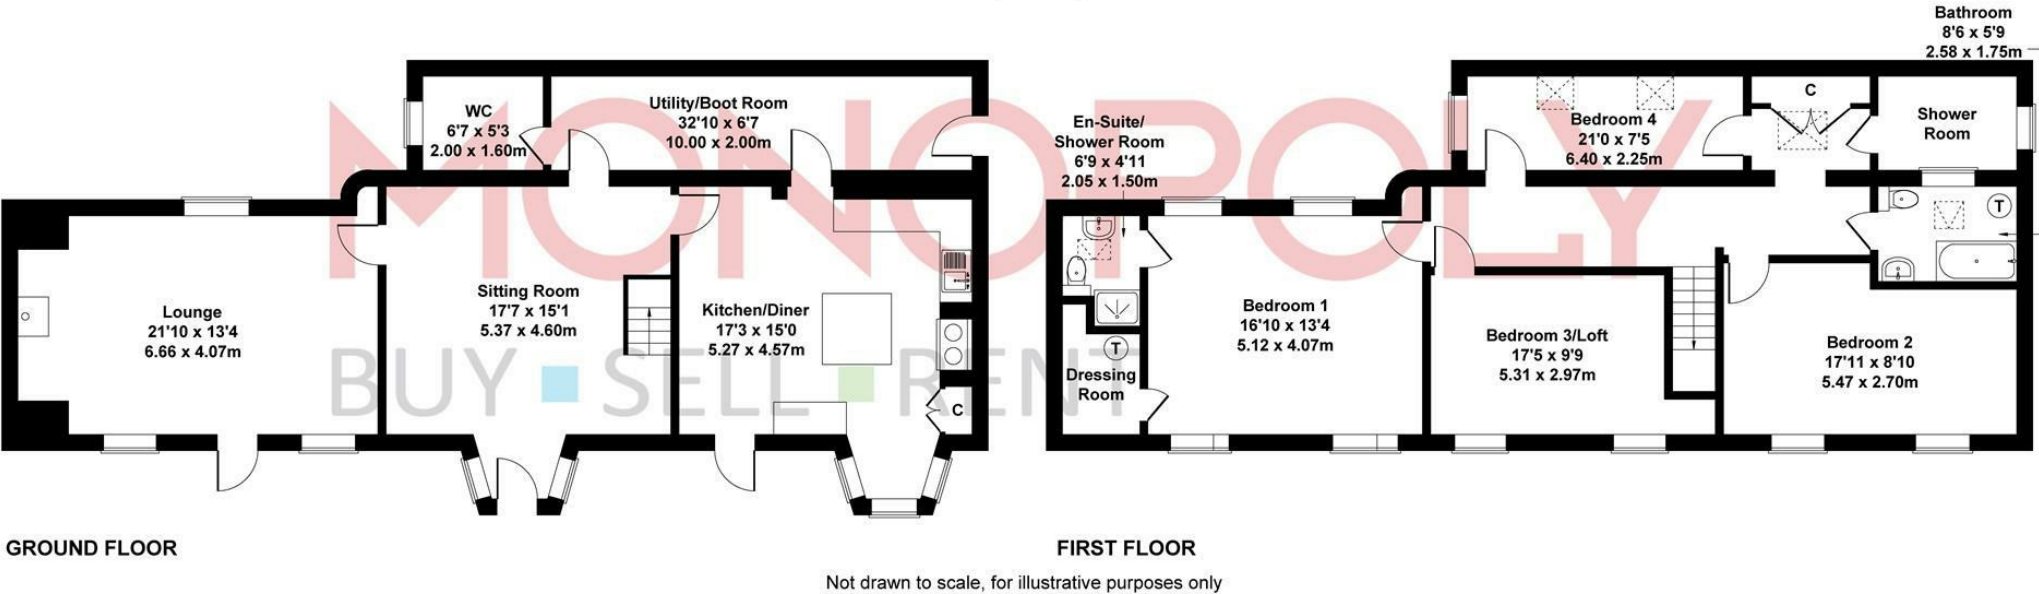 MONOPOLY
BUY SELL RENT
WC
6'7 x 5'3
2.00 x 1.60m
Utility/Boot Room
32'10 x 6'7
10.00 x 2.00m
Lounge
21'10 x 13'4
6.66 x 4.07m
Sitting Room
17'7 x 15'1
5.37 x 4.60m
Kitchen/Diner
17'3 x 15'0
5.27 x 4.57m
C
GROUND FLOOR
Bathroom
8'6 x 5'9
2.58 x 1.75m
En-Suite/
Shower Room
6'9 x 4'11
2.05 x 1.50m
Bedroom 4
21'0 x 7'5
6.40 x 2.25m
C
Shower
Room
T
Bedroom 1
16'10 x 13'4
5.12 x 4.07m
T
Dressing
Room
Bedroom 3/Loft
17'5 x 9'9
5.31 x 2.97m
Bedroom 2
17'11 x 8'10
5.47 x 2.70m
FIRST FLOOR
Not drawn to scale, for illustrative purposes only